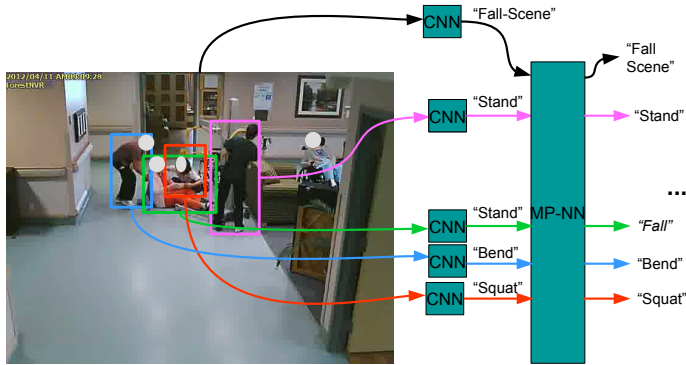 CNN
"Fall-Scene"
"Fall
Scene"
2012/04/11 AM09:09:28
ForestNVR
CNN
"Stand"
"Stand"
...
MP-NN
CNN
"Stand"
"Fall"
CNN
"Bend"
"Bend"
CNN
"Squat"
"Squat"